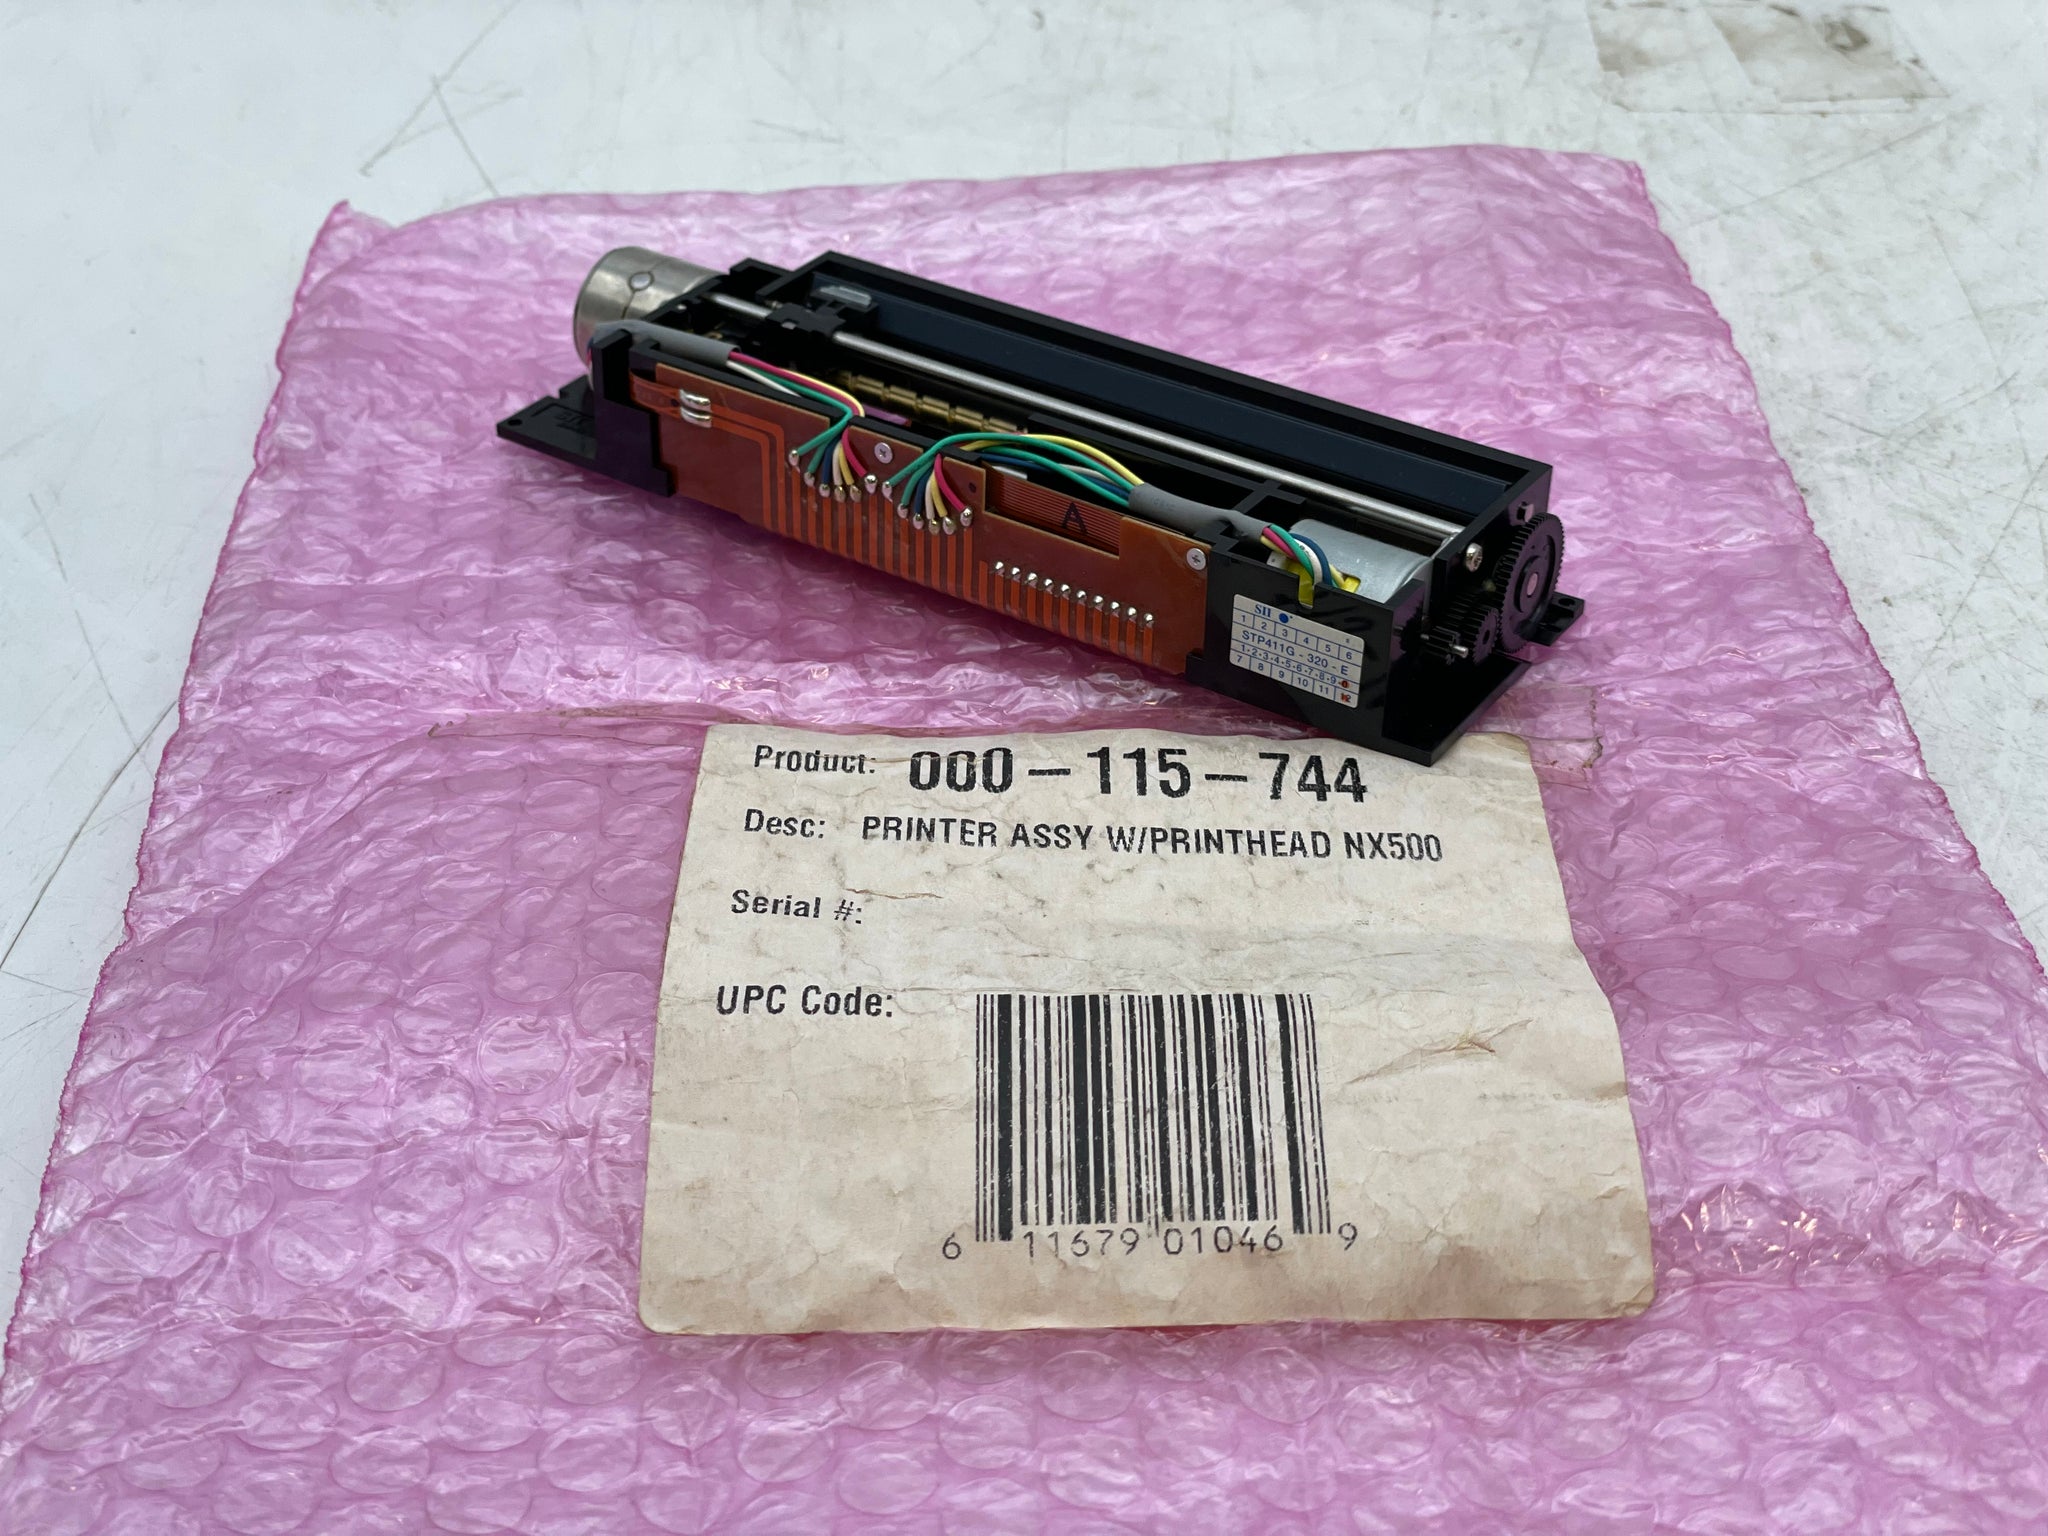 A
SII
1 2 3 4 5 6
STP411G - 320 - E
1-2-3-4-5-6-7-8-9-0
7 8 9 10 11 12
Product: 000-115-744
Desc: PRINTER ASSY W/PRINTHEAD NX500
Serial #:
UPC Code:
6 11679 01046 9